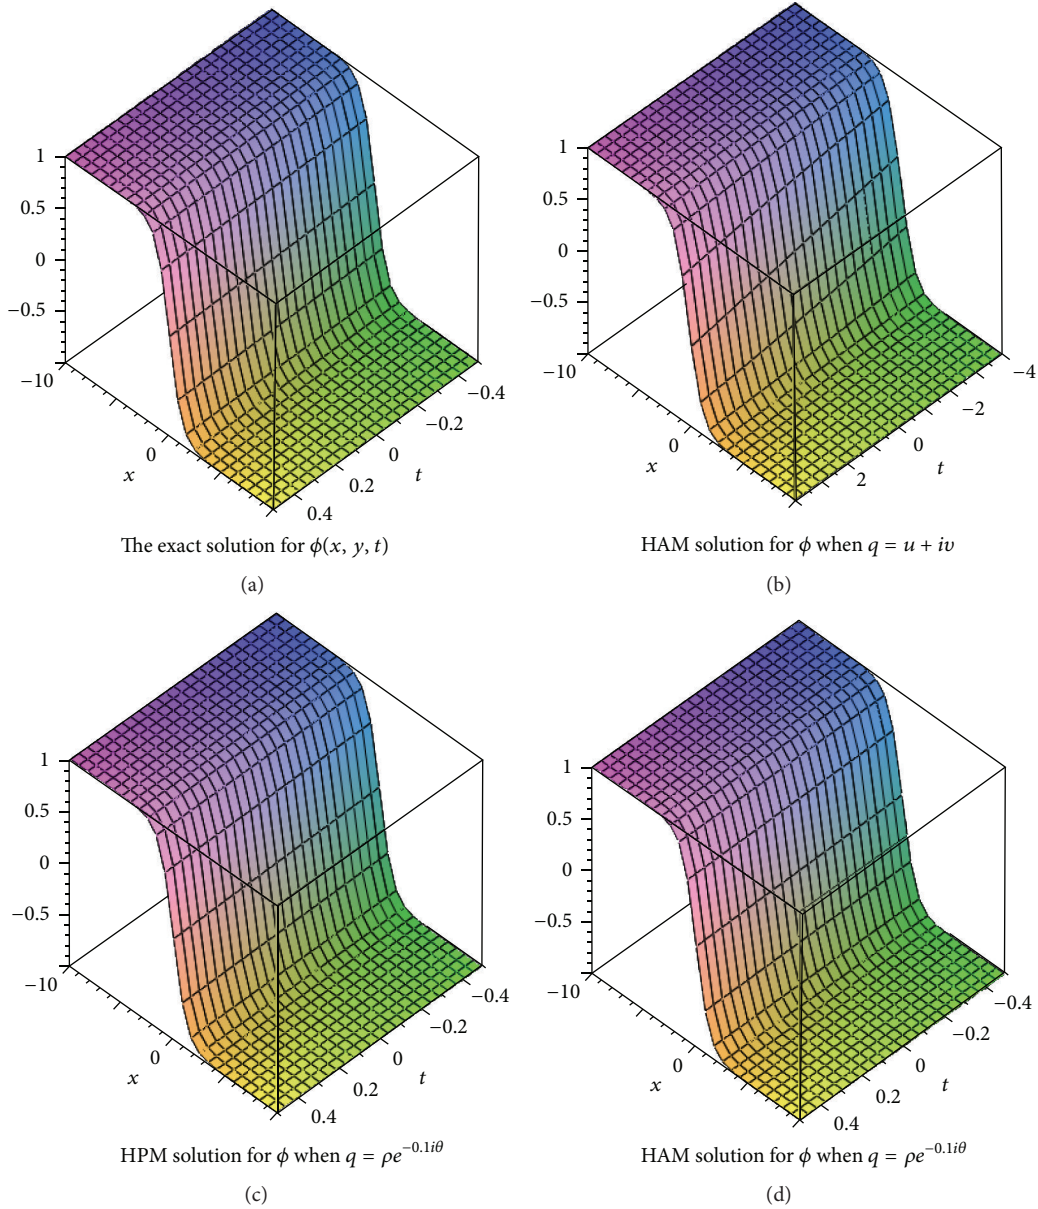 1
0.5
0
−0.5
−10
0
x
0.4
0.2
0
−0.2
−0.4
t
The exact solution for ϕ(x, y, t)
(a)
1
0.5
0
−0.5
−10
0
x
2
0
−2
−4
t
HAM solution for ϕ when q = u + iv
(b)
1
0.5
0
−0.5
−10
0
x
0.4
0.2
0
−0.2
−0.4
t
HPM solution for ϕ when q = ρe^{−0.1iθ}
(c)
1
0.5
0
−0.5
−10
0
x
0.4
0.2
0
−0.2
−0.4
t
HAM solution for ϕ when q = ρe^{−0.1iθ}
(d)